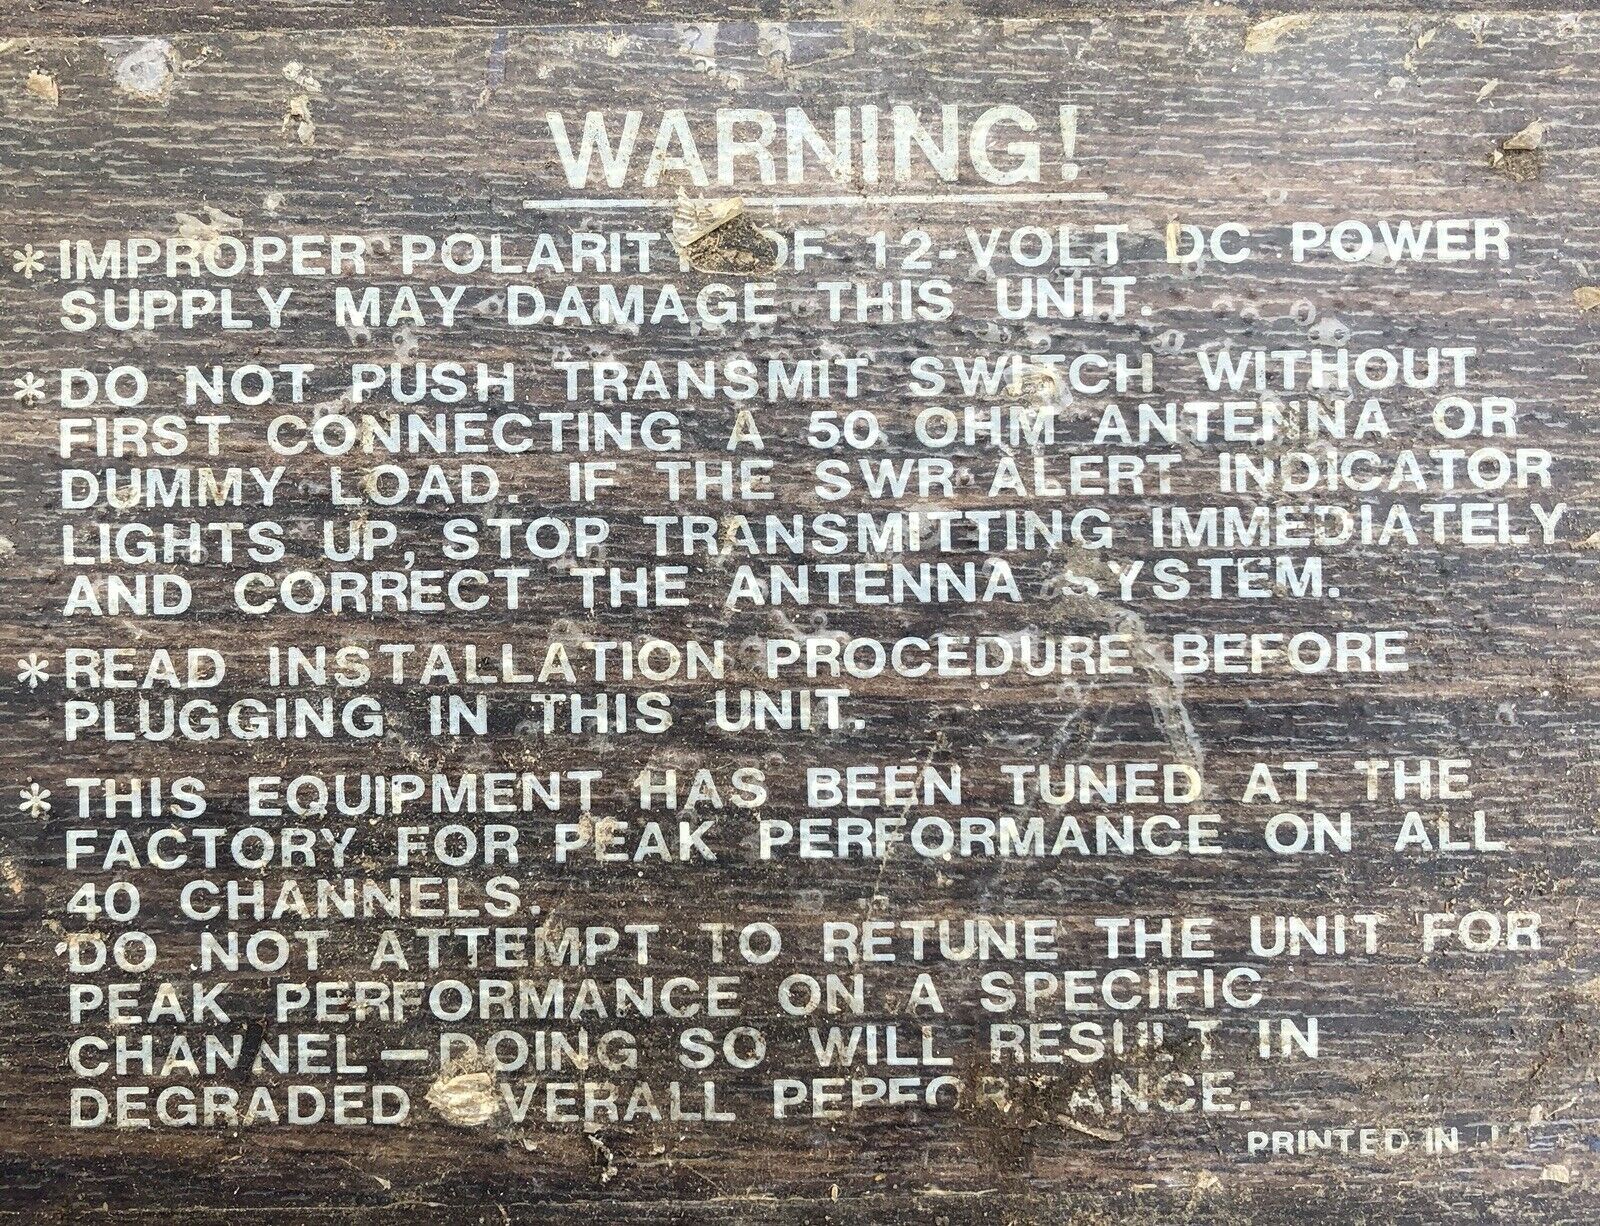 WARNING!
*IMPROPER POLARITY OF 12-VOLT DC POWER
SUPPLY MAY DAMAGE THIS UNIT.
*DO NOT PUSH TRANSMIT SWITCH WITHOUT
FIRST CONNECTING A 50 OHM ANTENNA OR
DUMMY LOAD. IF THE SWR ALERT INDICATOR
LIGHTS UP, STOP TRANSMITTING IMMEDIATELY
AND CORRECT THE ANTENNA SYSTEM.
*READ INSTALLATION PROCEDURE BEFORE
PLUGGING IN THIS UNIT.
*THIS EQUIPMENT HAS BEEN TUNED AT THE
FACTORY FOR PEAK PERFORMANCE ON ALL
40 CHANNELS.
DO NOT ATTEMPT TO RETUNE THE UNIT FOR
PEAK PERFORMANCE ON A SPECIFIC
CHANNEL—DOING SO WILL RESULT IN
DEGRADED OVERALL PERFORMANCE.
PRINTED IN